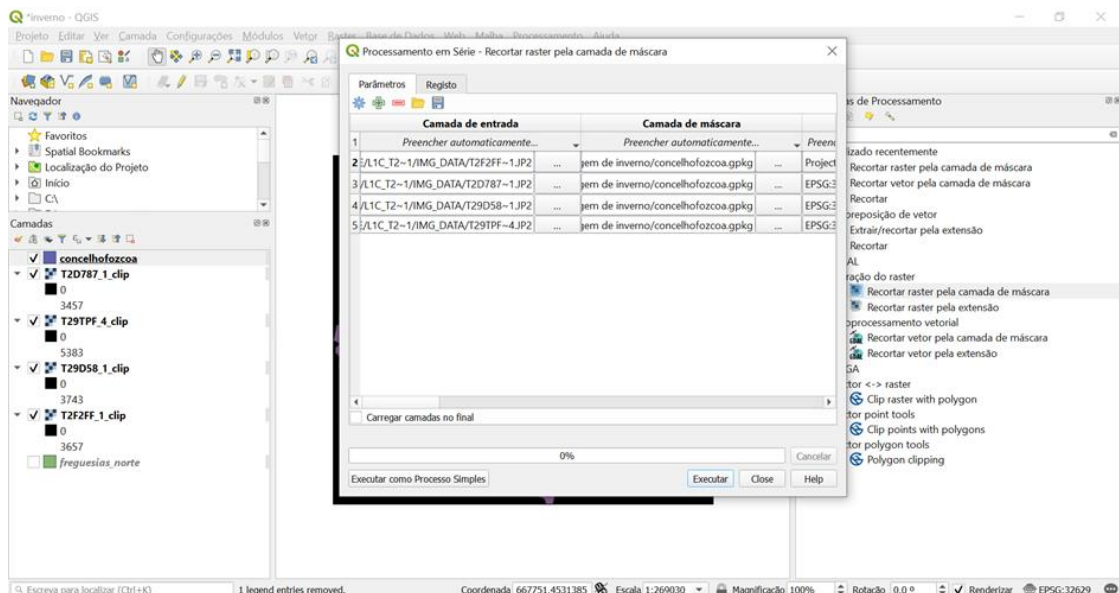 *inverno - QGIS
Projeto Editar Ver Camada Configurações Módulos Vetor Raster Base de Dados Web Malha Processamento Ajuda
Processamento em Série - Recortar raster pela camada de máscara
Parâmetros Registo
Camada de entrada Camada de máscara
1 Preencher automaticamente... Preencher automaticamente... Preenc
2 E/L1C_T2~1/IMG_DATA/T2F2FF~1.JP2 ... gem de inverno/concelhofozcoa.gpkg ... Project
3 /L1C_T2~1/IMG_DATA/T2D787~1.JP2 ... gem de inverno/concelhofozcoa.gpkg ... EPSG:3
4 /L1C_T2~1/IMG_DATA/T29D58~1.JP2 ... gem de inverno/concelhofozcoa.gpkg ... EPSG:3
5 E/L1C_T2~1/IMG_DATA/T29TPF~4.JP2 ... gem de inverno/concelhofozcoa.gpkg ... EPSG:3
Carregar camadas no final
0% Cancelar
Executar como Processo Simples Executar Close Help
Navegador
Favoritos
Spatial Bookmarks
Localização do Projeto
Início
C:\
Camadas
concelhofozcoa
T2D787_1_clip
0
3457
T29TPF_4_clip
0
5383
T29D58_1_clip
0
3743
T2F2FF_1_clip
0
3657
freguesias_norte
as de Processamento
izado recentemente
Recortar raster pela camada de máscara
Recortar vetor pela camada de máscara
Recortar
oreposição de vetor
Extrair/recortar pela extensão
Recortar
AL
ração do raster
Recortar raster pela camada de máscara
Recortar raster pela extensão
oprocessamento vetorial
Recortar vetor pela camada de máscara
Recortar vetor pela extensão
GA
tor <-> raster
Clip raster with polygon
tor point tools
Clip points with polygons
tor polygon tools
Polygon clipping
Escreva para localizar (Ctrl+K) 1 legend entries removed. Coordenada 667751.4531385 Escala 1:269030 Magnificação 100% Rotação 0,0 º Renderizar EPSG:32629